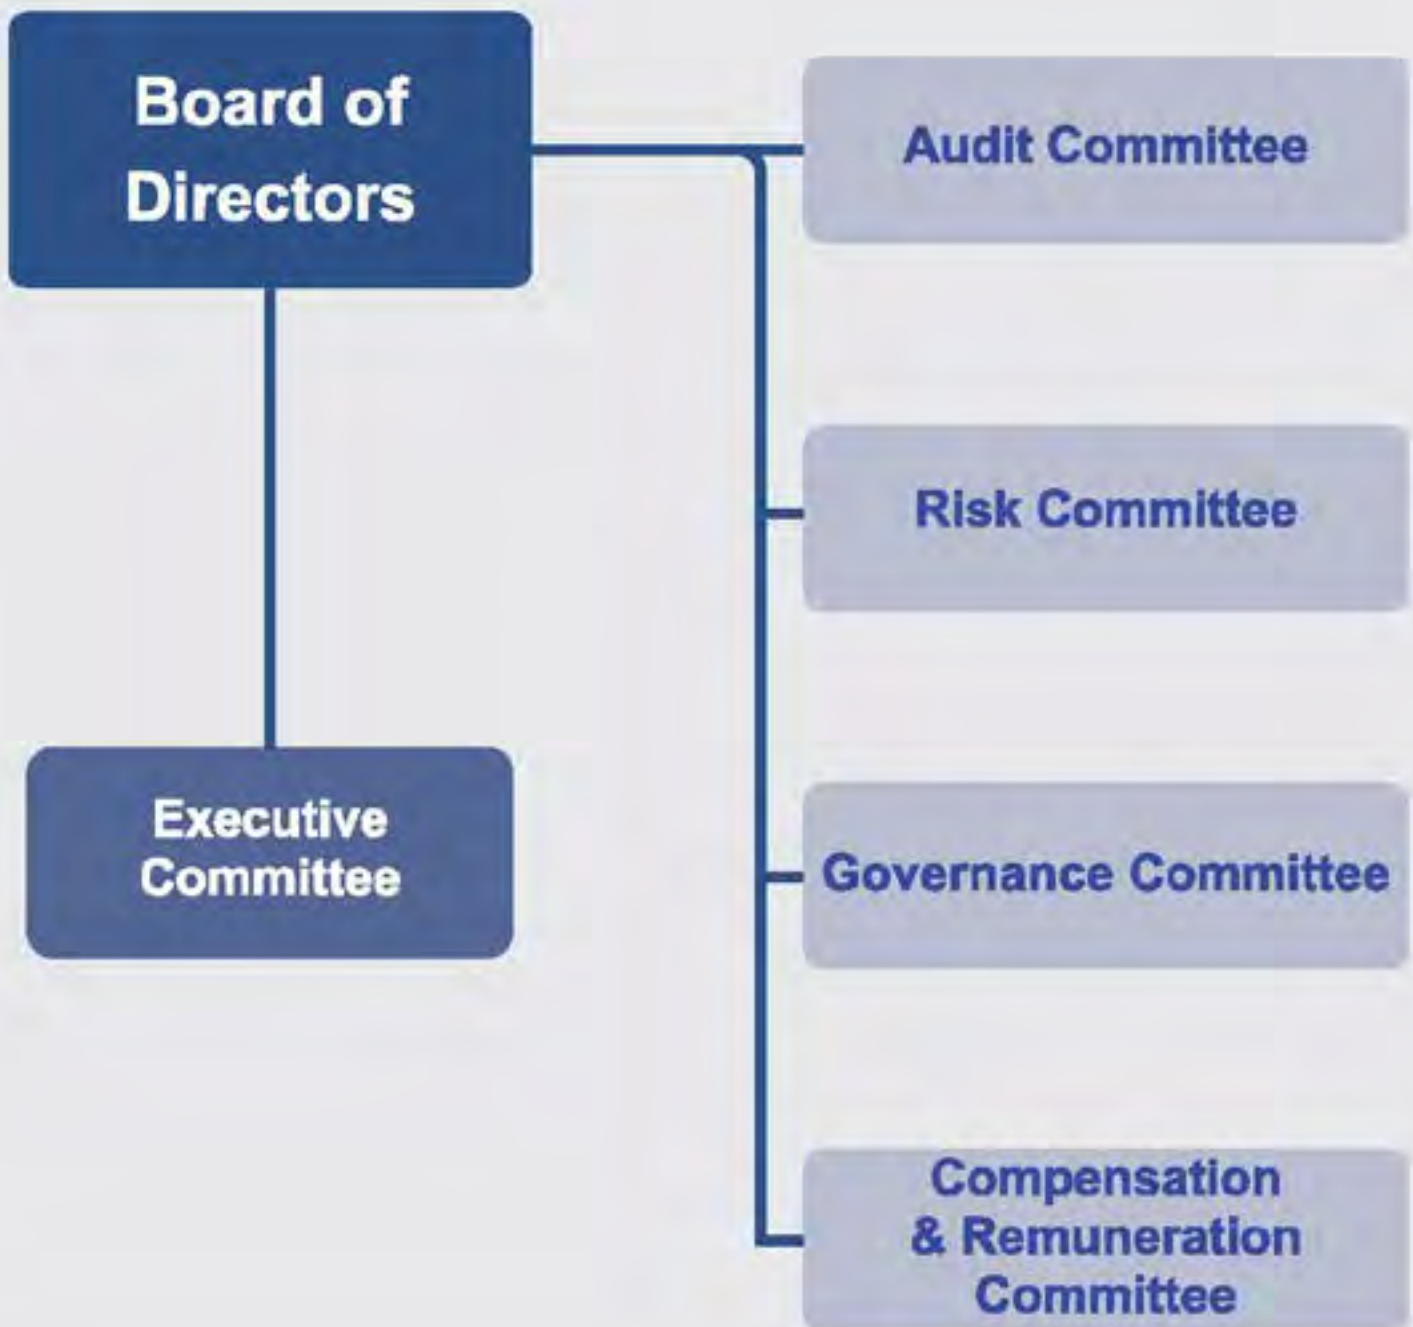 Board of
Directors
Audit Committee
Risk Committee
Executive
Committee
Governance Committee
Compensation
& Remuneration
Committee